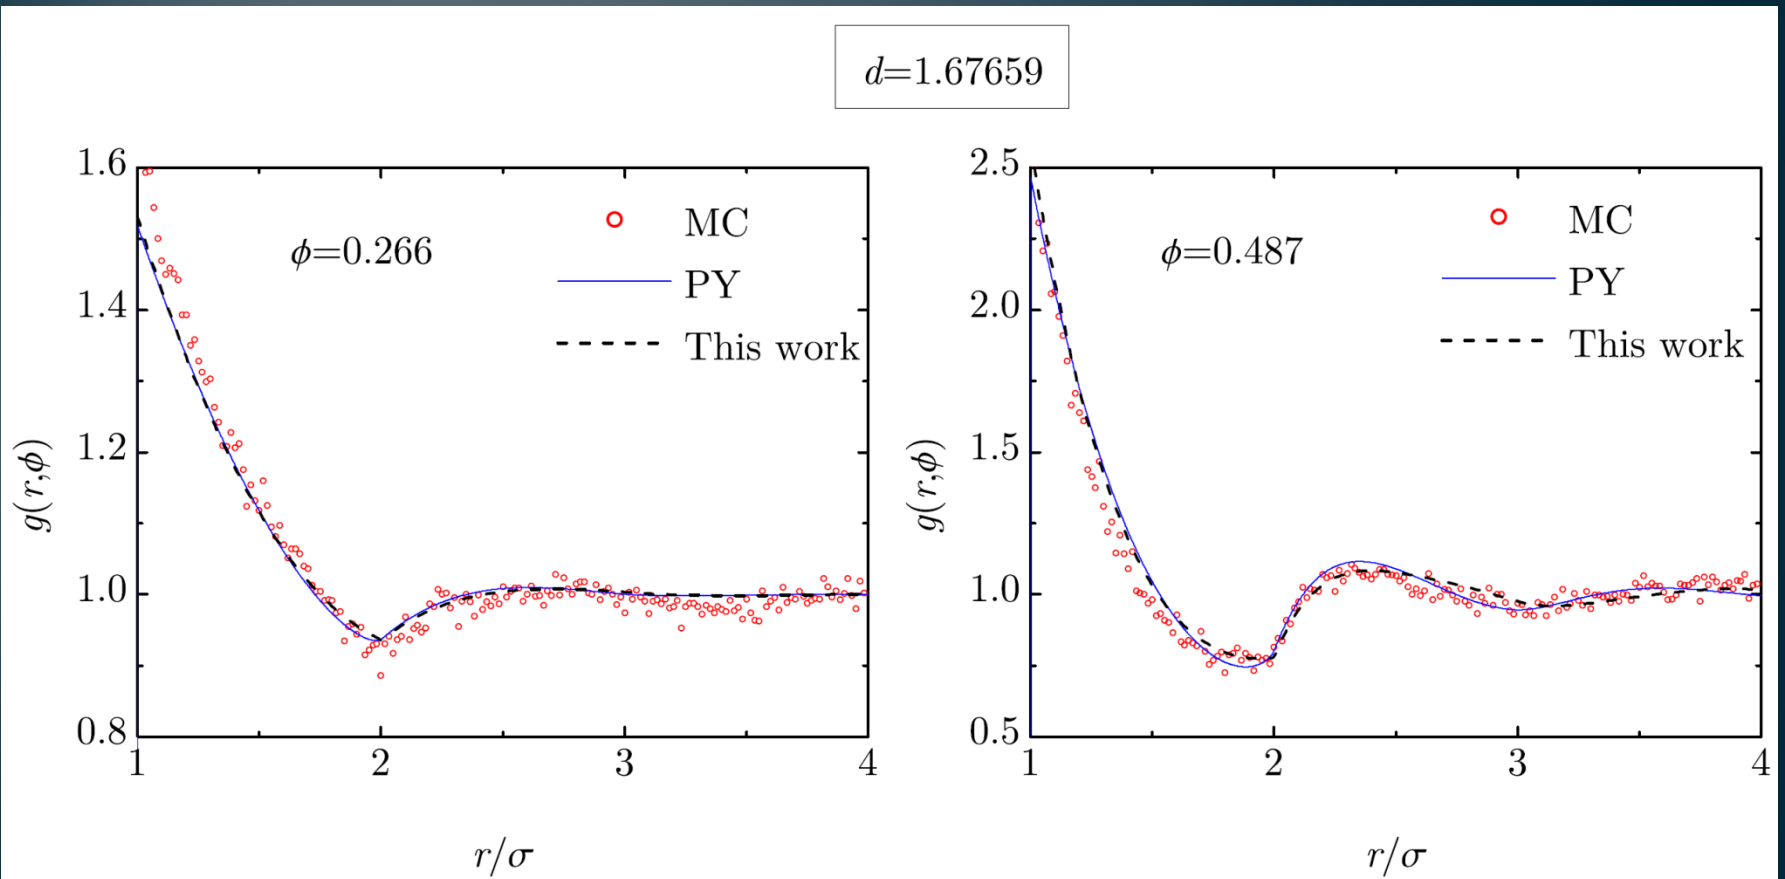 d=1.67659
1.6
1.4
1.2
1.0
0.8
1
2
3
4
g(r,ϕ)
r/σ
ϕ=0.266
MC
PY
This work
2.5
2.0
1.5
1.0
0.5
1
2
3
4
g(r,ϕ)
r/σ
ϕ=0.487
MC
PY
This work